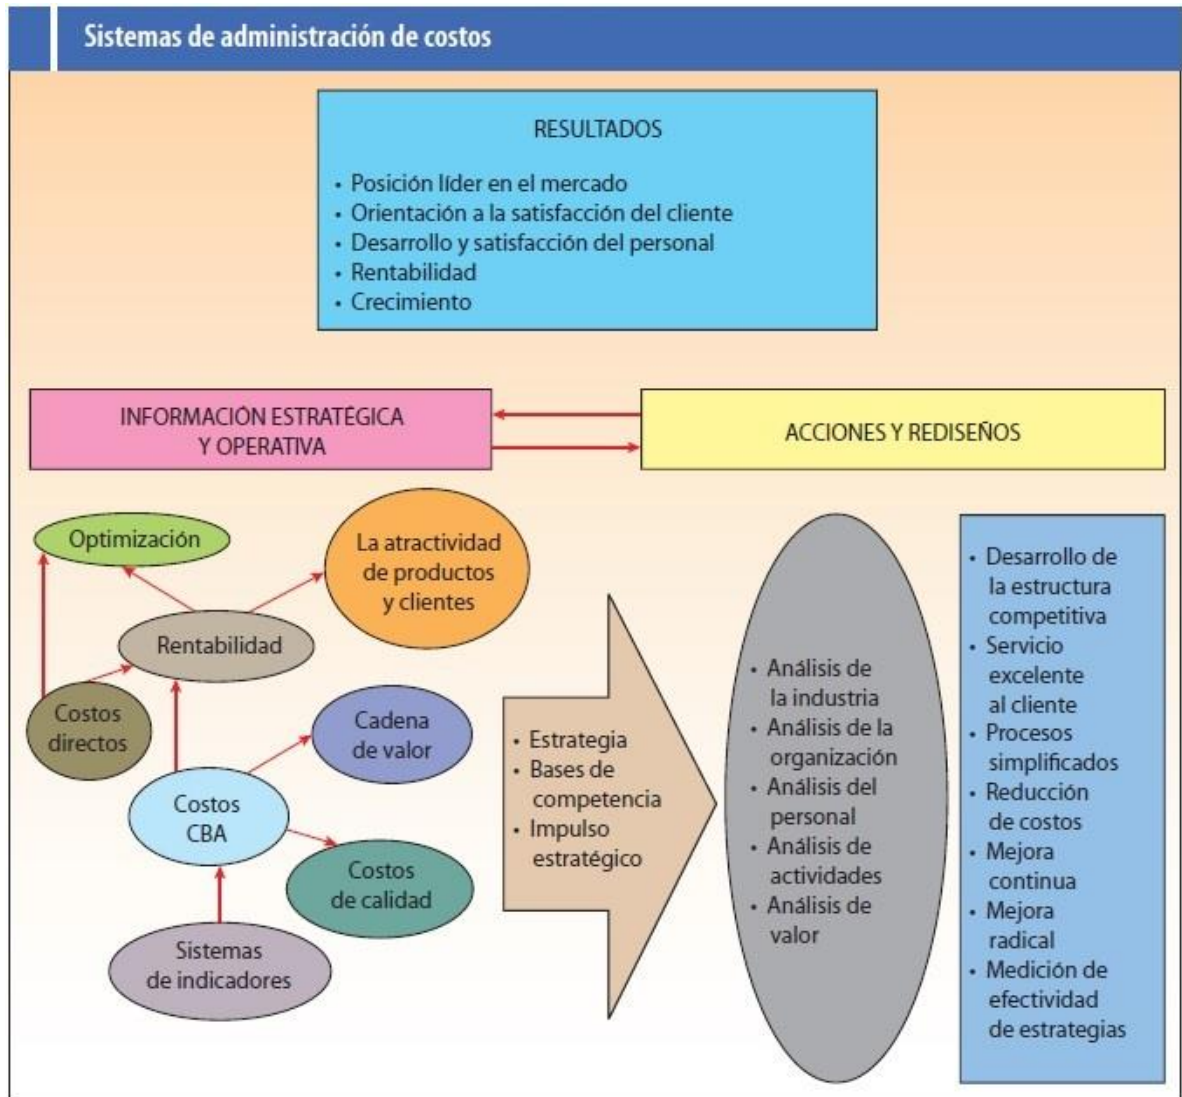 Sistemas de administración de costos
RESULTADOS
• Posición líder en el mercado
• Orientación a la satisfacción del cliente
• Desarrollo y satisfacción del personal
• Rentabilidad
• Crecimiento
INFORMACIÓN ESTRATÉGICA
Y OPERATIVA
ACCIONES Y REDISEÑOS
Optimización
La atractividad
de productos
y clientes
Rentabilidad
Costos
directos
Cadena
de valor
Costos
CBA
Costos
de calidad
Sistemas
de indicadores
• Estrategia
• Bases de
competencia
• Impulso
estratégico
• Análisis de
la industria
• Análisis de la
organización
• Análisis del
personal
• Análisis de
actividades
• Análisis de
valor
• Desarrollo de
la estructura
competitiva
• Servicio
excelente
al cliente
• Procesos
simplificados
• Reducción
de costos
• Mejora
continua
• Mejora
radical
• Medición de
efectividad
de estrategias